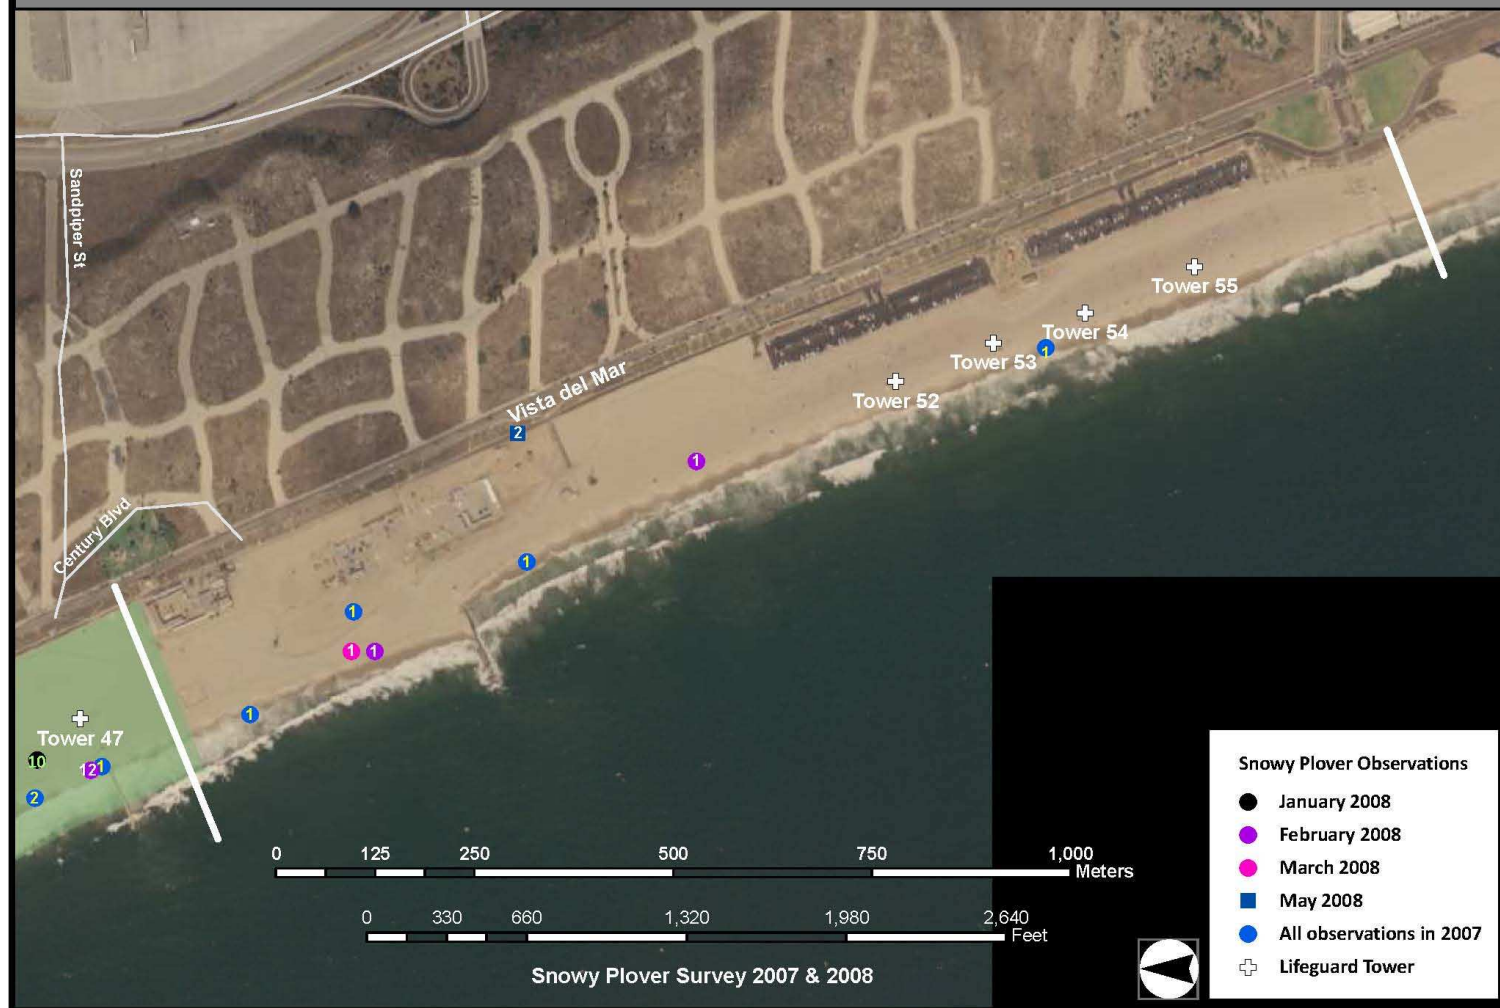 Sandpiper St
Tower 55
Tower 54
1
Tower 53
Vista del Mar
Tower 52
2
1
Century Blvd
1
1
1
1
1
Tower 47
10
12
1
2
0 125 250 500 750 1,000
Meters
0 330 660 1,320 1,980 2,640
Feet
Snowy Plover Survey 2007 & 2008
Snowy Plover Observations
January 2008
February 2008
March 2008
May 2008
All observations in 2007
Lifeguard Tower